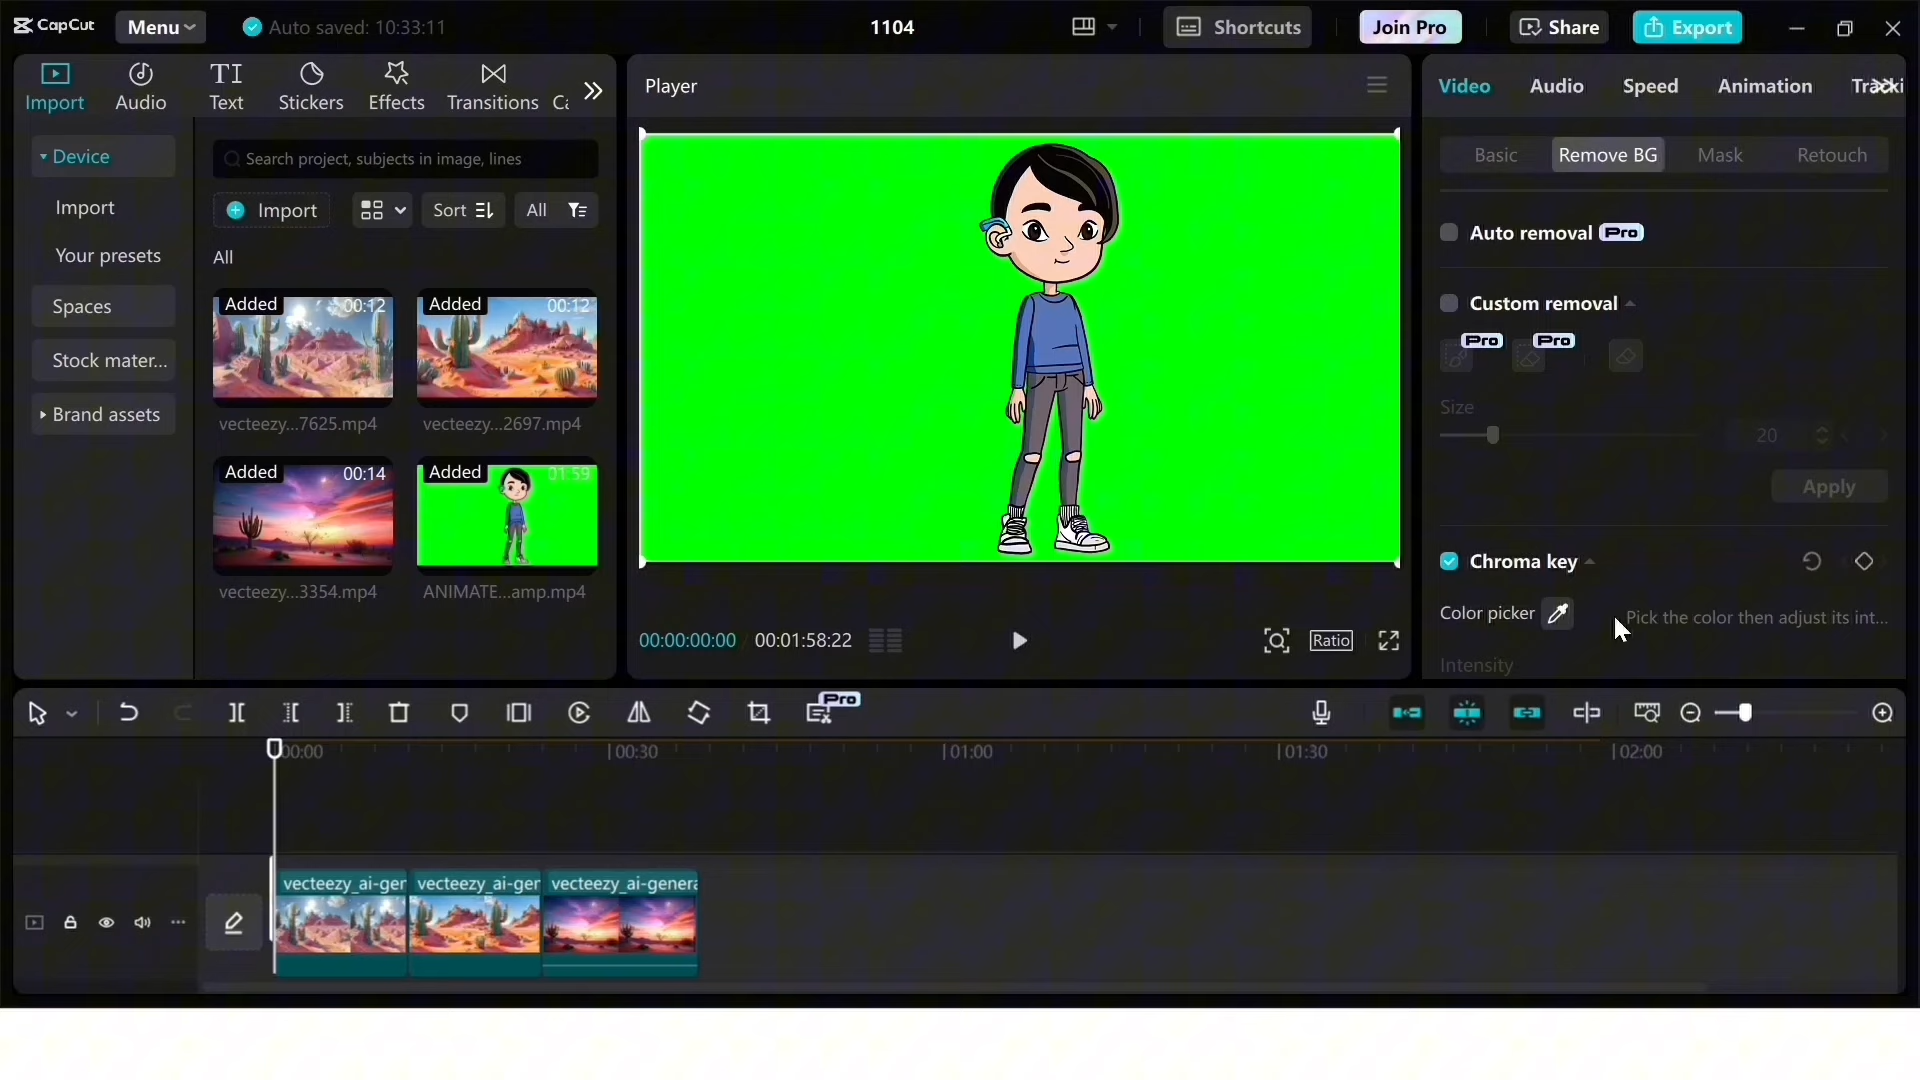 CapCut
Menu
Auto saved: 10:33:11
1104
Shortcuts
Join Pro
Share
Export
Import
Audio
Text
Stickers
Effects
Transitions
Device
Import
Your presets
Spaces
Stock mater...
Brand assets
Search project, subjects in image, lines
Import
Sort
All
All
Added
00:12
Added
00:12
vecteezy...7625.mp4
vecteezy...2697.mp4
Added
00:14
Added
01:59
vecteezy...3354.mp4
ANIMATE...amp.mp4
Player
00:00:00:00
00:01:58:22
Ratio
Video
Audio
Speed
Animation
Basic
Remove BG
Mask
Retouch
Auto removal
Pro
Custom removal
Pro
Pro
Size
20
Apply
Chroma key
Color picker
Pick the color then adjust its int...
Intensity
Pro
00:00
00:30
01:00
01:30
02:00
vecteezy_ai-ger
vecteezy_ai-ger
vecteezy_ai-genera